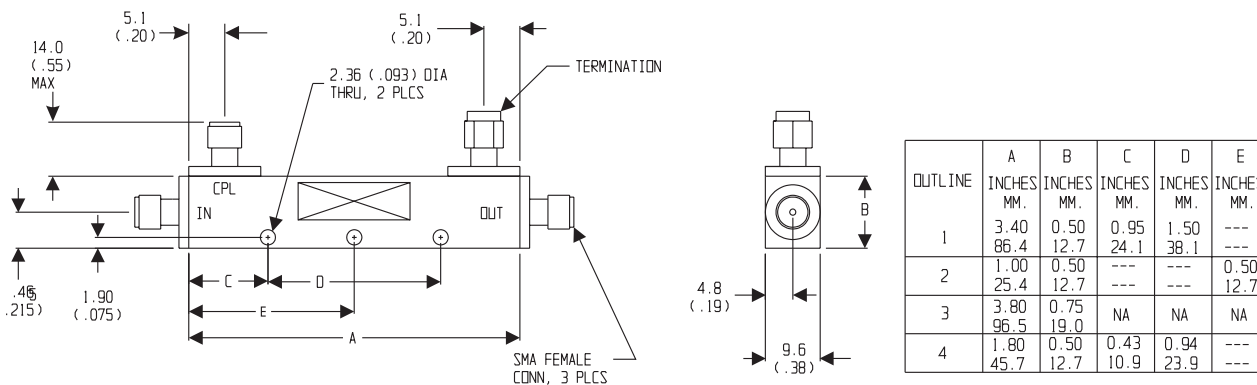 5.1
(.20)
5.1
(.20)
14.0
(.55)
MAX
TERMINATION
2.36 (.093) DIA
THRU, 2 PLCS
CPL
IN
OUT
B
C
D
E
A
1.90
(.075)
.215)
SMA FEMALE
CONN, 3 PLCS
4.8
(.19)
9.6
(.38)
OUTLINE A B C D E
INCHES INCHES INCHES INCHES
MM. MM. MM. MM. MM.
1 3.40 0.50 0.95 1.50 ---
86.4 12.7 24.1 38.1 ---
2 1.00 0.50 --- --- 0.50
25.4 12.7 --- --- 12.7
3 3.80 0.75 NA NA NA
96.5 19.0
4 1.80 0.50 0.43 0.94 ---
45.7 12.7 10.9 23.9 ---